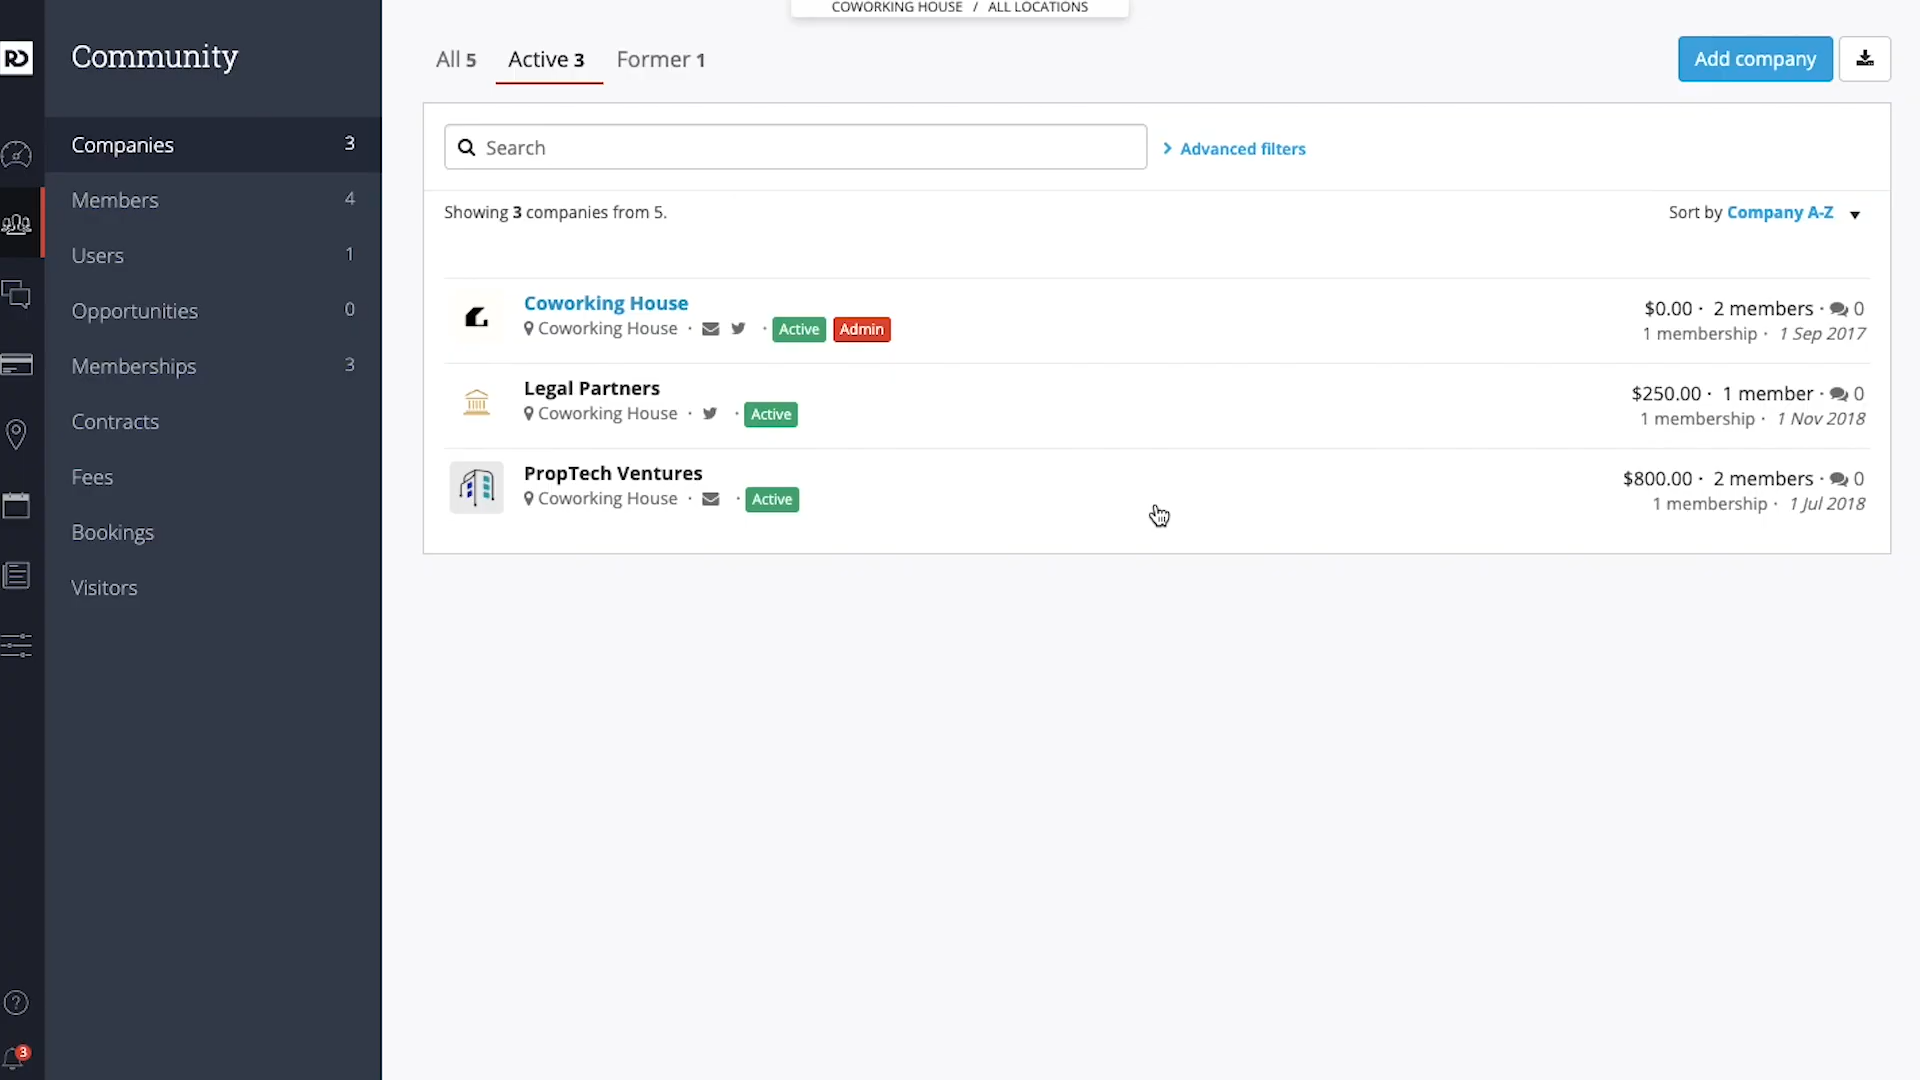 COWORKING HOUSE / ALL LOCATIONS
RD
Community
Companies 3
Members 4
Users 1
Opportunities 0
Memberships 3
Contracts
Fees
Bookings
Visitors
3
All 5 Active 3 Former 1
Add company
Search
Advanced filters
Showing 3 companies from 5.
Sort by Company A-Z
Coworking House
Coworking House · · Active Admin
$0.00 · 2 members · 0
1 membership · 1 Sep 2017
Legal Partners
Coworking House · · Active
$250.00 · 1 member · 0
1 membership · 1 Nov 2018
PropTech Ventures
Coworking House · · Active
$800.00 · 2 members · 0
1 membership · 1 Jul 2018